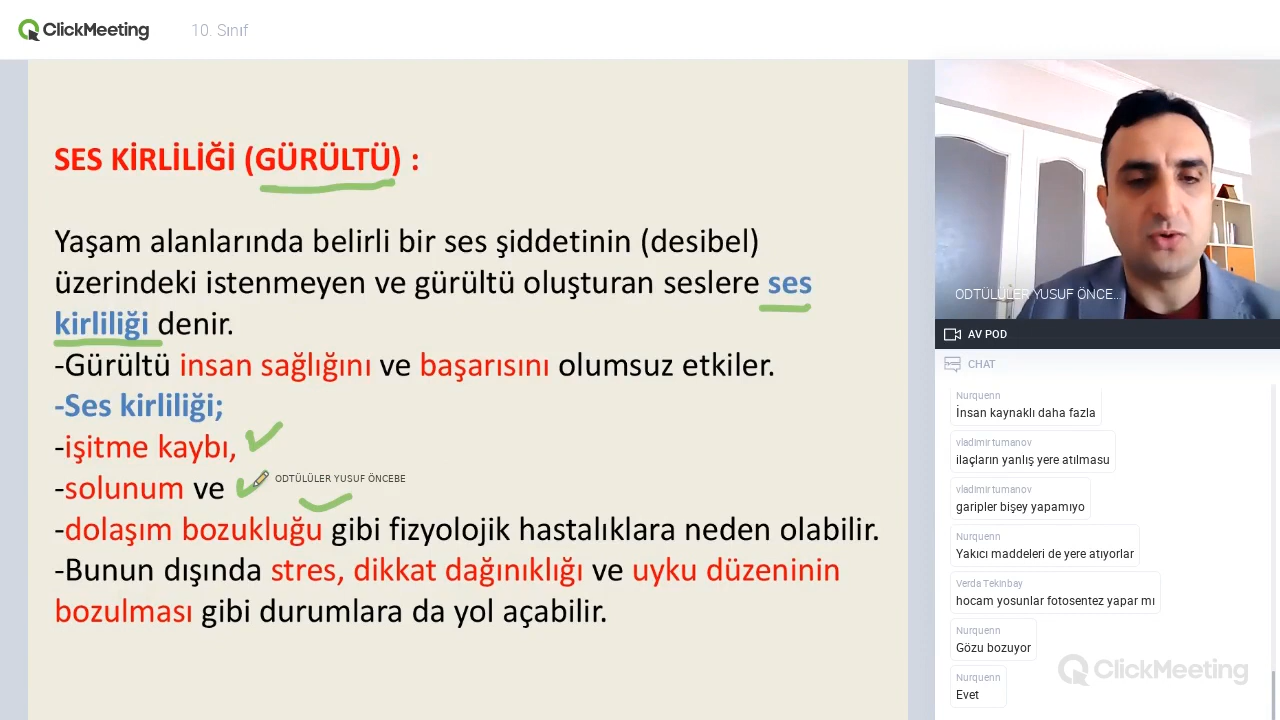 ClickMeeting
10. Sınıf
SES KİRLİLİĞİ (GÜRÜLTÜ) :
Yaşam alanlarında belirli bir ses şiddetinin (desibel)
üzerindeki istenmeyen ve gürültü oluşturan seslere ses
kirliliği denir.
-Gürültü insan sağlığını ve başarısını olumsuz etkiler.
-Ses kirliliği;
-işitme kaybı,
-solunum ve
ODTÜLÜLER YUSUF ÖNCEBE
-dolaşım bozukluğu gibi fizyolojik hastalıklara neden olabilir.
-Bunun dışında stres, dikkat dağınıklığı ve uyku düzeninin
bozulması gibi durumlara da yol açabilir.
ODTÜLÜLER YUSUF ÖNCE...
AV POD
CHAT
Nurquenn
İnsan kaynaklı daha fazla
vladimir tumanov
ilaçların yanlış yere atılması
vladimir tumanov
garipler bişey yapamıyo
Nurquenn
Yakıcı maddeleri de yere atıyorlar
Verda Tekinbay
hocam yosunlar fotosentez yapar mı
Nurquenn
Gözu bozuyor
Nurquenn
Evet
ClickMeeting